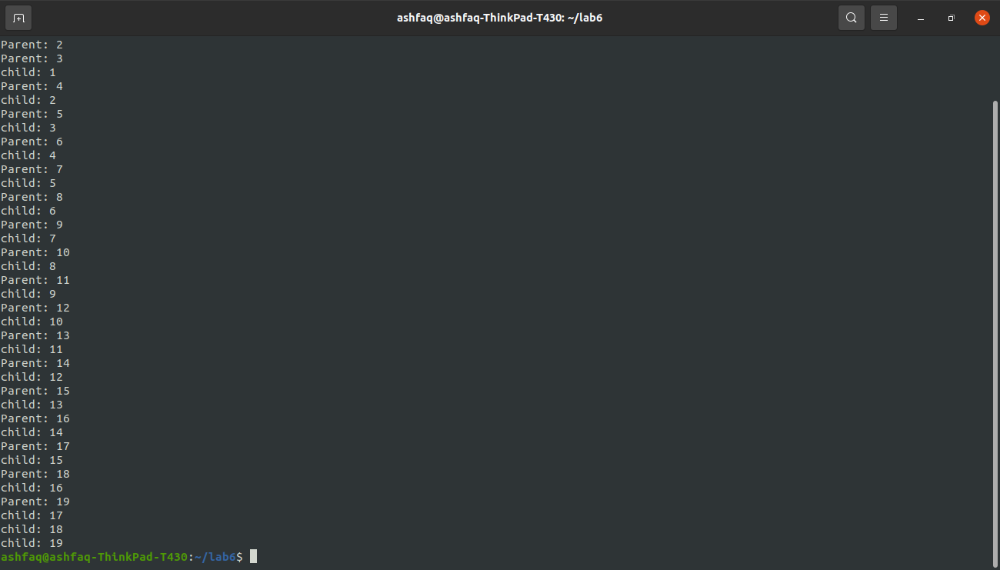 ashfaq@ashfaq-ThinkPad-T430: ~/lab6
Parent: 2
Parent: 3
child: 1
Parent: 4
child: 2
Parent: 5
child: 3
Parent: 6
child: 4
Parent: 7
child: 5
Parent: 8
child: 6
Parent: 9
child: 7
Parent: 10
child: 8
Parent: 11
child: 9
Parent: 12
child: 10
Parent: 13
child: 11
Parent: 14
child: 12
Parent: 15
child: 13
Parent: 16
child: 14
Parent: 17
child: 15
Parent: 18
child: 16
Parent: 19
child: 17
child: 18
child: 19
ashfaq@ashfaq-ThinkPad-T430:~/lab6$